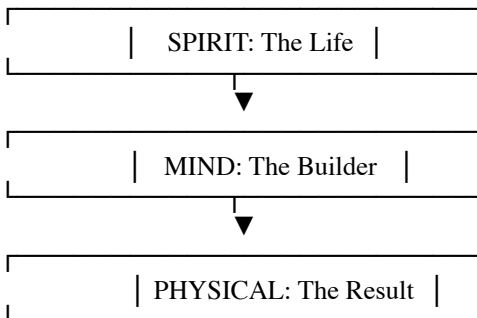 SPIRIT: The Life
MIND: The Builder
PHYSICAL: The Result